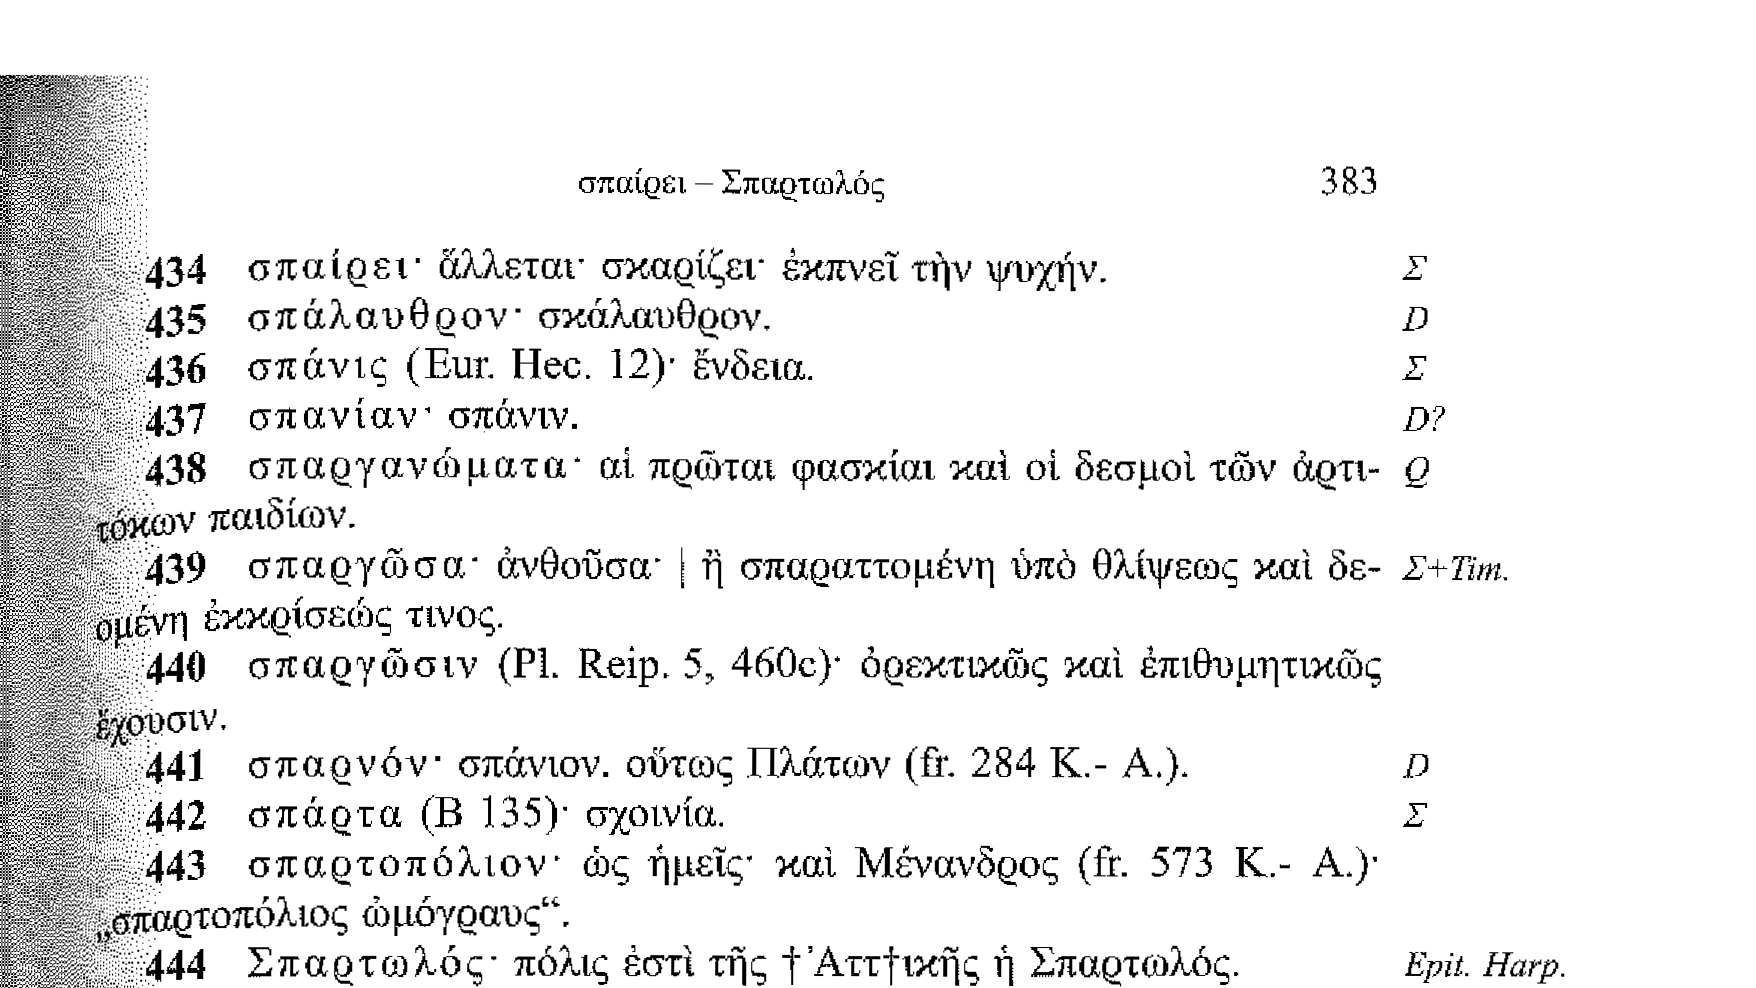 σπαίρει – Σπαρτωλός 383
434 σπαίρει· ἅλλεται· σκαρίζει· ἐκπνεῖ τὴν ψυχήν. Σ
435 σπάλαυθρον· σκάλαυθρον. D
436 σπάνις (Eur. Hec. 12)· ἔνδεια. Σ
437 σπανίαν· σπάνιν. D?
438 σπαργανώματα· αἱ πρῶται φασκίαι καὶ οἱ δεσμοὶ τῶν ἀρτι- Q
τόκων παιδίων.
439 σπαργῶσα· ἀνθοῦσα· | ἢ σπαραττομένη ὑπὸ θλίψεως καὶ δε- Σ+Tim.
ομένη ἐκκρίσεώς τινος.
440 σπαργῶσιν (Pl. Reip. 5, 460c)· ὀρεκτικῶς καὶ ἐπιθυμητικῶς
ἔχουσιν.
441 σπαρνόν· σπάνιον. οὕτως Πλάτων (fr. 284 K.- A.). D
442 σπάρτα (B 135)· σχοινία. Σ
443 σπαρτοπόλιον· ὡς ἡμεῖς· καὶ Μένανδρος (fr. 573 K.- A.)·
„σπαρτοπόλιος ὠμόγραυς“.
444 Σπαρτωλός· πόλις ἐστὶ τῆς †Ἀττ†ικῆς ἡ Σπαρτωλός. Epit. Harp.